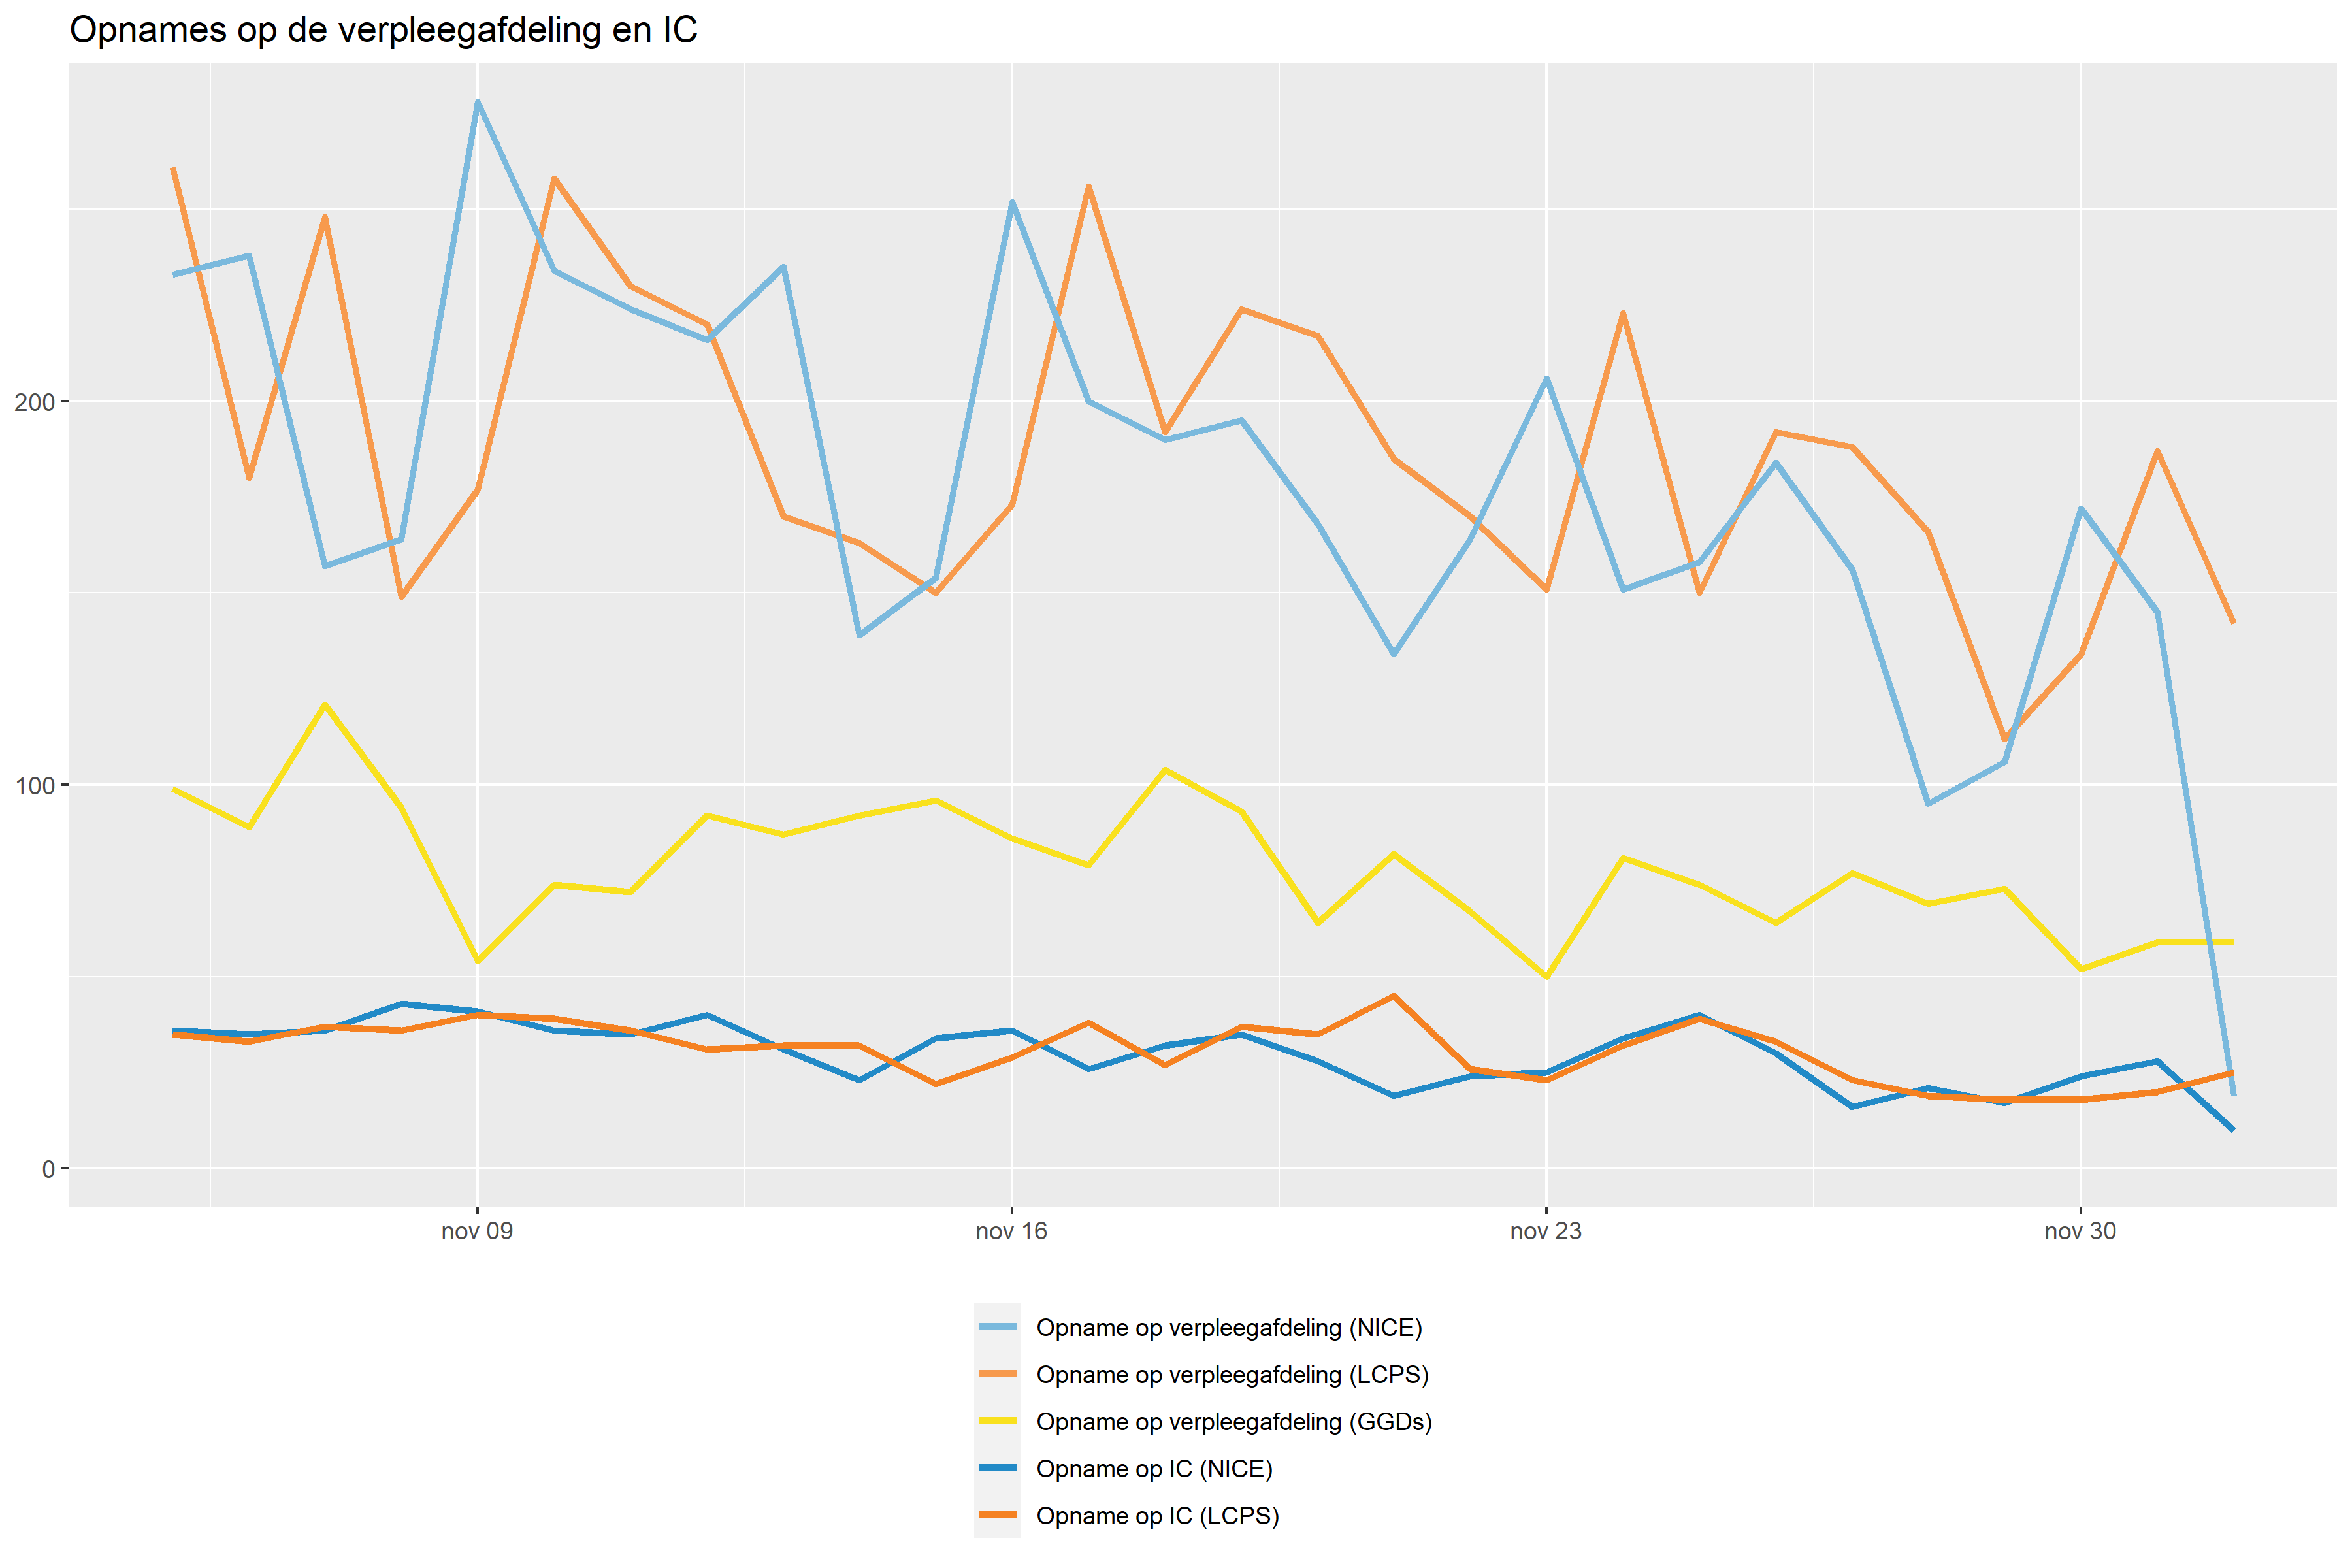 Opnames op de verpleegafdeling en IC
200
100
0
nov 09 nov 16 nov 23 nov 30
Opname op verpleegafdeling (NICE)
Opname op verpleegafdeling (LCPS)
Opname op verpleegafdeling (GGDs)
Opname op IC (NICE)
Opname op IC (LCPS)